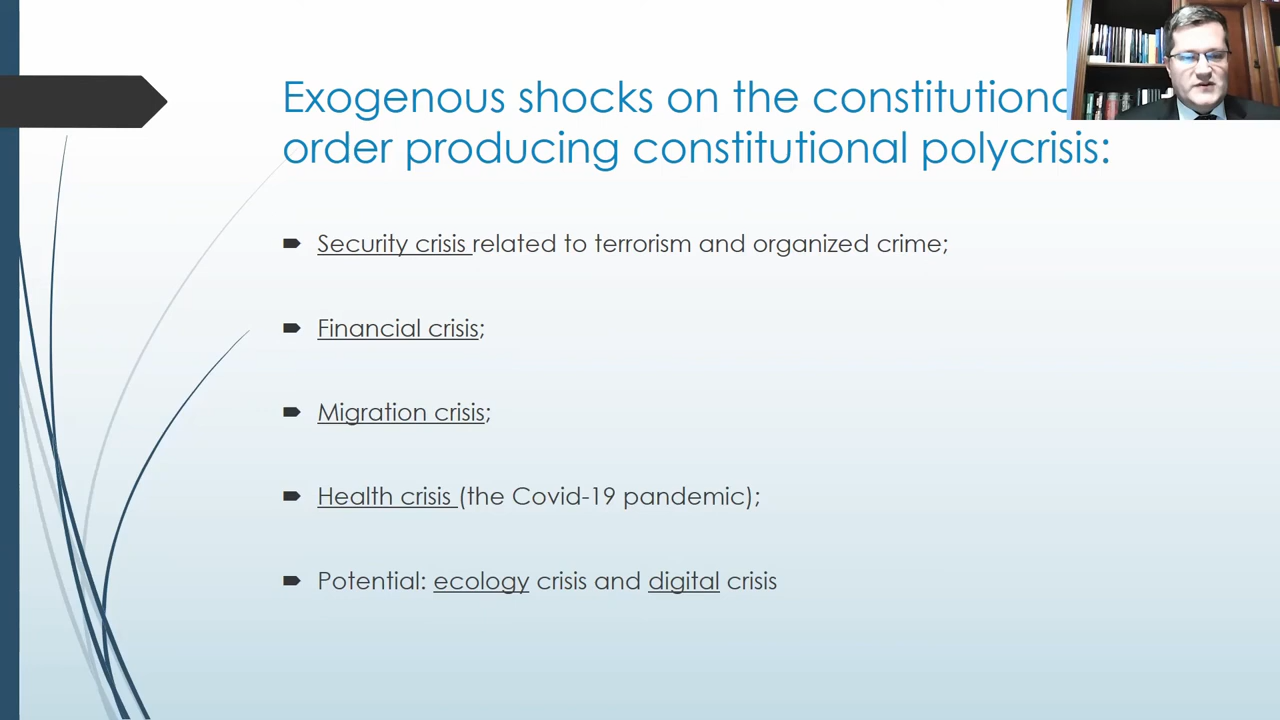 Exogenous shocks on the constitutiona
order producing constitutional polycrisis:
Security crisis related to terrorism and organized crime;
Financial crisis;
Migration crisis;
Health crisis (the Covid-19 pandemic);
Potential: ecology crisis and digital crisis